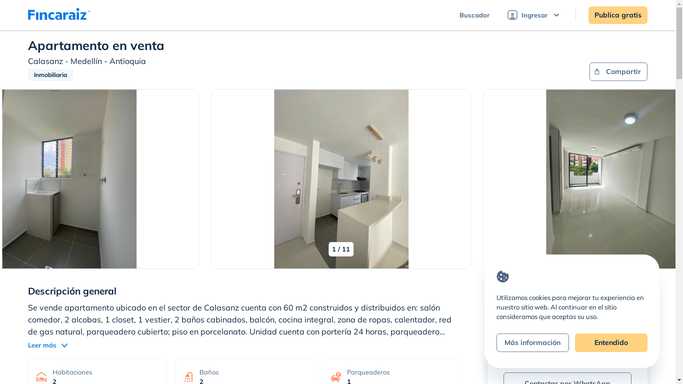 Fincaraiz
Buscador
Ingresar
Publica gratis
Apartamento en venta
Calasanz - Medellín - Antioquia
Inmobiliaria
Compartir
1 / 11
Descripción general
Se vende apartamento ubicado en el sector de Calasanz cuenta con 60 m2 construidos y distribuidos en: salón
comedor, 2 alcobas, 1 closet, 1 vestier, 2 baños cabinados, balcón, cocina integral, zona de ropas, calentador, red
de gas natural, parqueadero cubierto; piso en porcelanato. Unidad cuenta con portería 24 horas, parqueadero...
Leer más
Habitaciones
2
Baños
2
Parqueaderos
1
Utilizamos cookies para mejorar tu experiencia en
nuestro sitio web. Al continuar en el sitio
consideramos que aceptas su uso.
Más información
Entendido
Contactar por WhatsApp